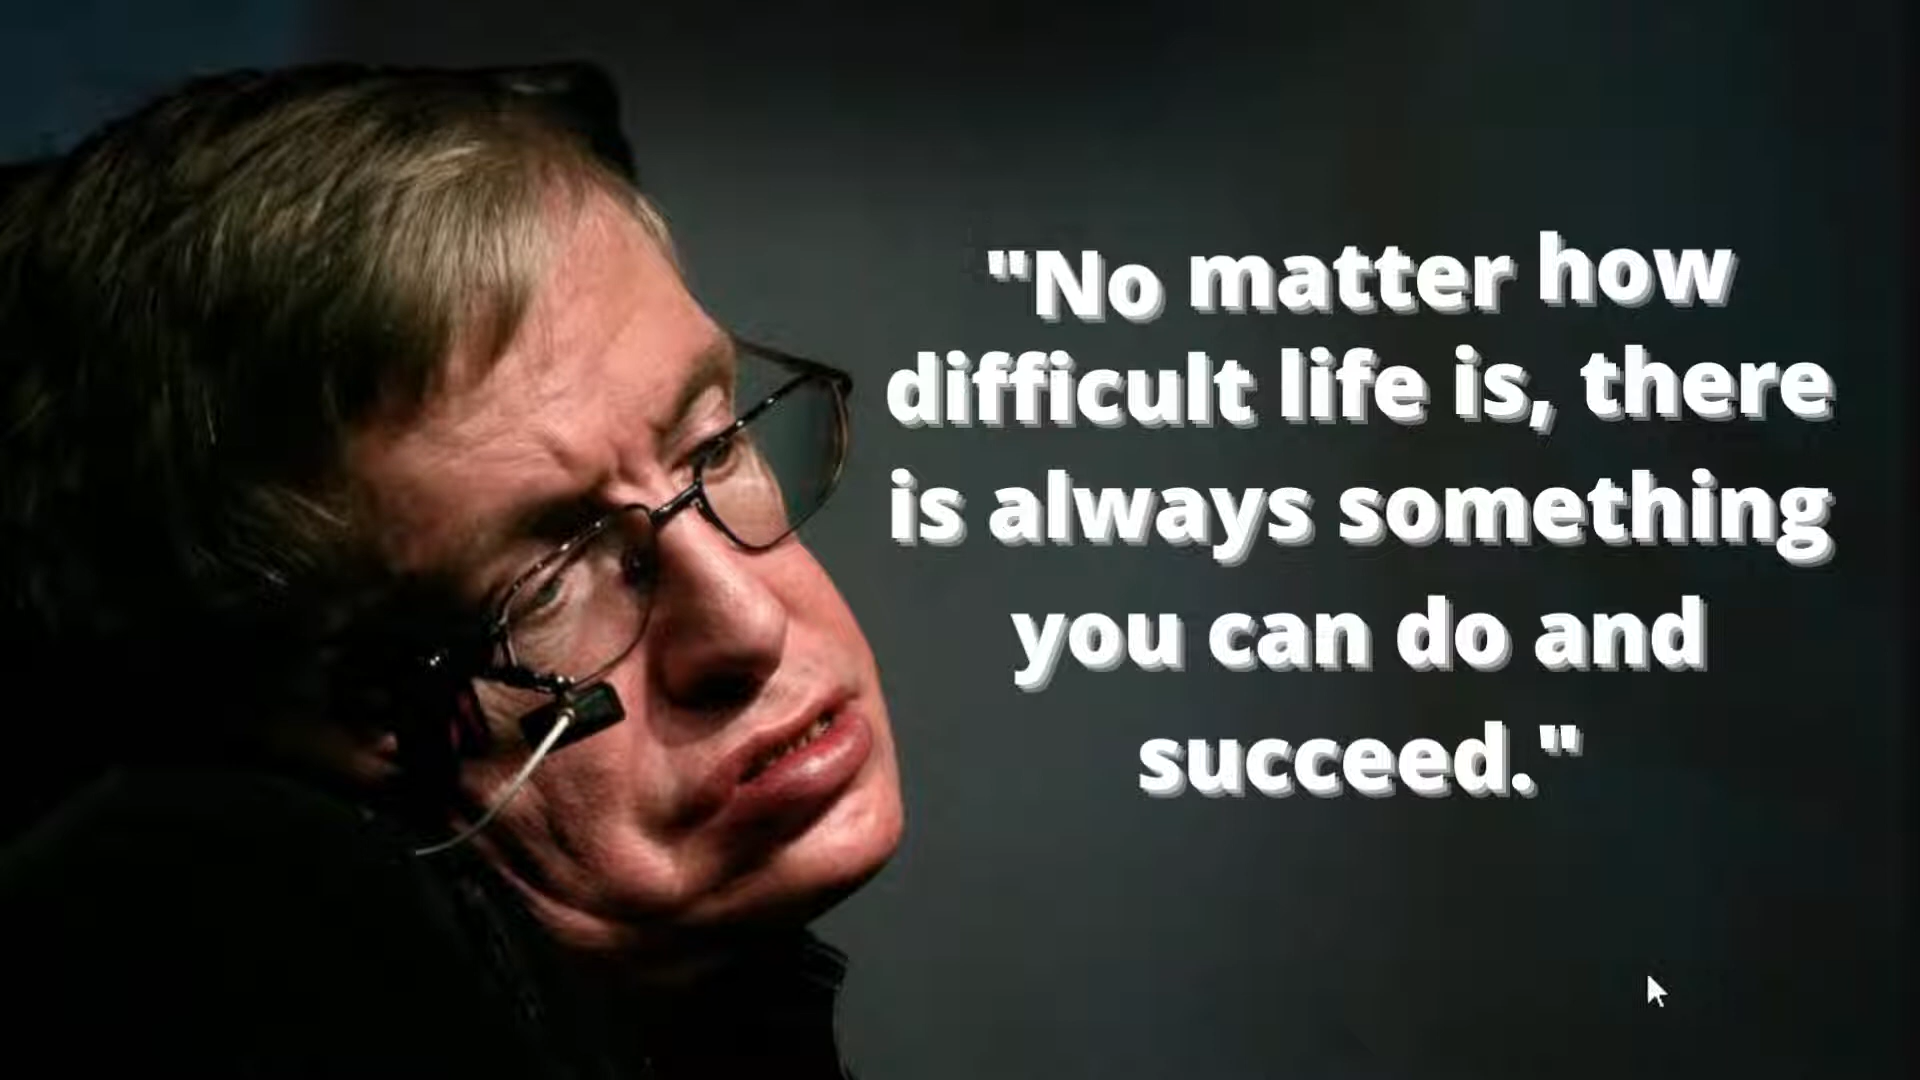 "No matter how
difficult life is, there
is always something
you can do and
succeed."